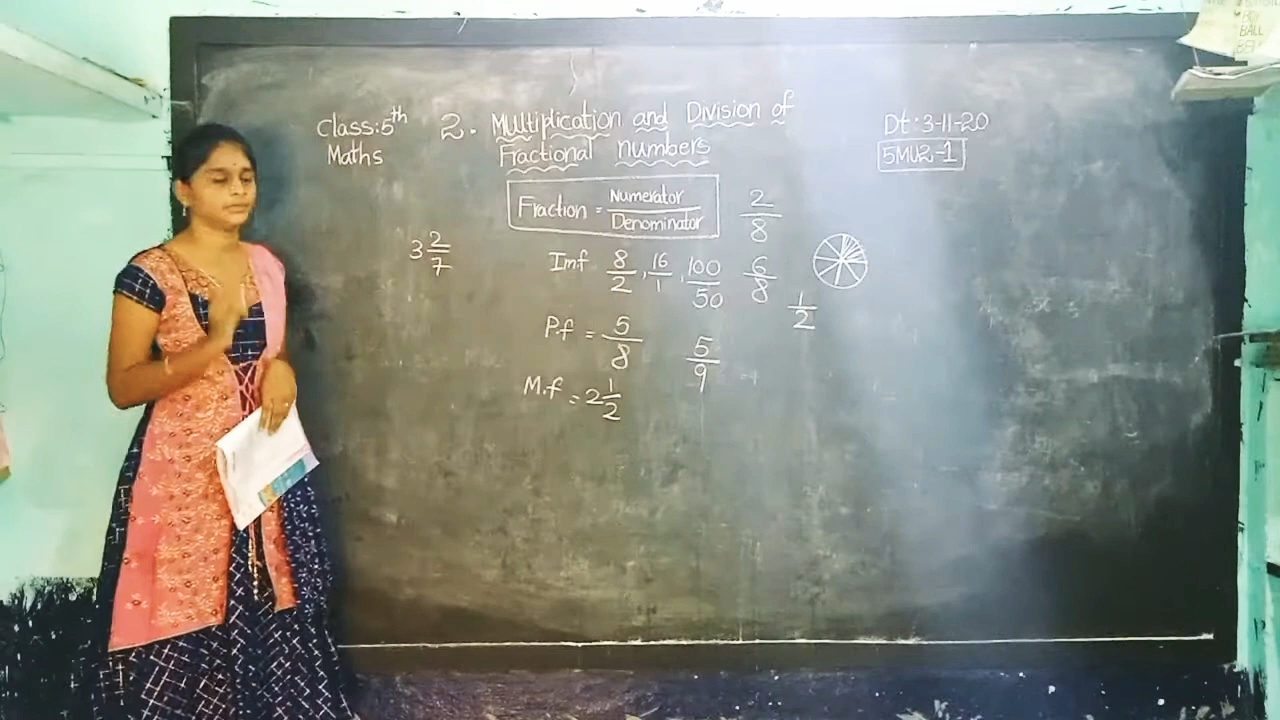 Class:5th
Maths
2. Multiplication and Division of
Fractional numbers
Dt: 3-11-20
5MU2-1
Fraction = Numerator/Denominator
2/8
3 2/7
Imf 8/2, 16/1, 100/50
6/8
1/2
P.f = 5/8
5/9
M.f = 2 1/2
BALL